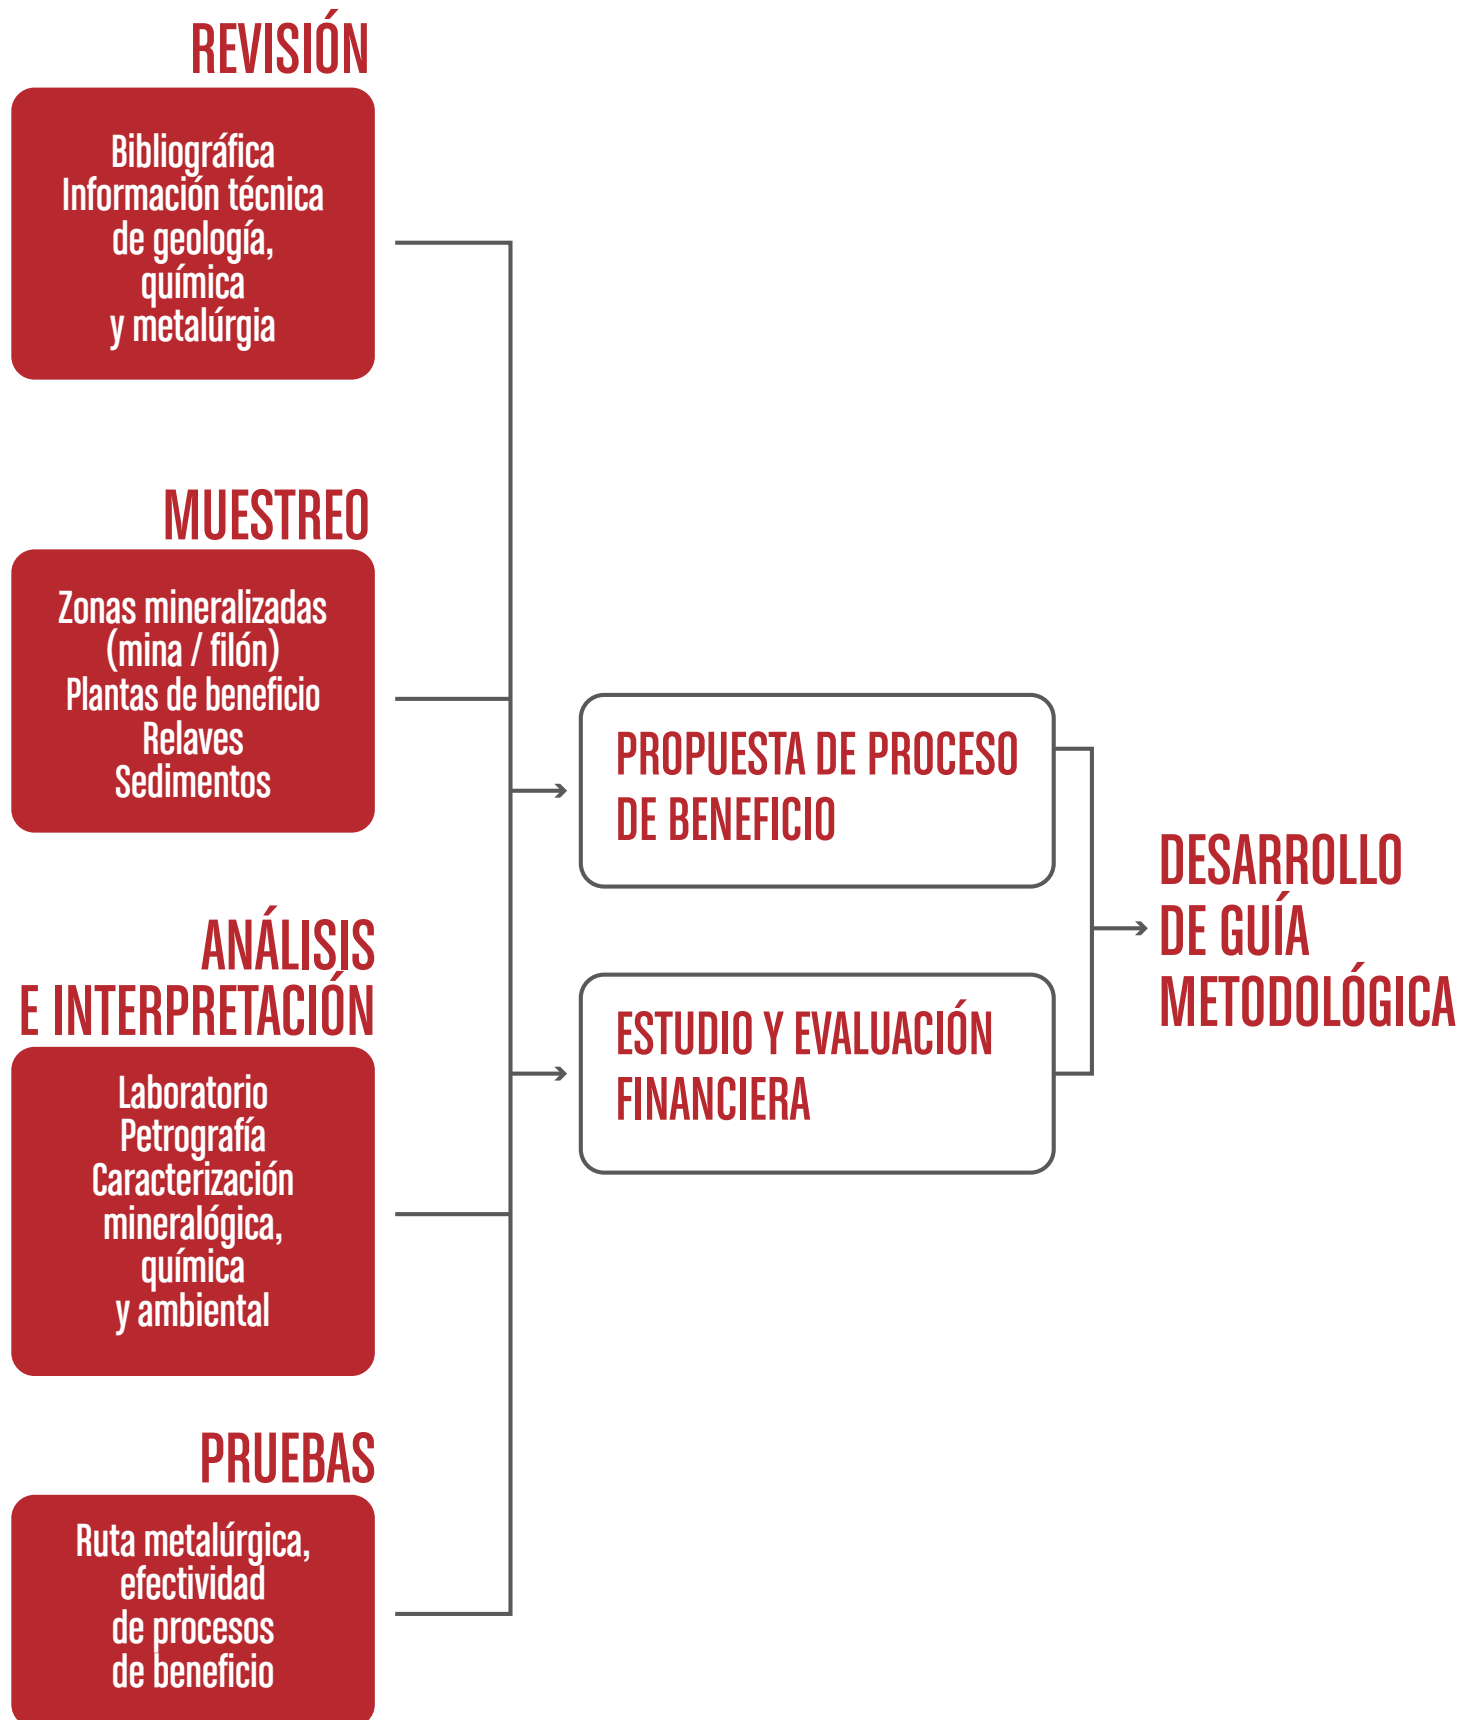 REVISIÓN
Bibliográfica
Información técnica
de geología,
química
y metalúrgia
MUESTREO
Zonas mineralizadas
(mina / filón)
Plantas de beneficio
Relaves
Sedimentos
ANÁLISIS
E INTERPRETACIÓN
Laboratorio
Petrografía
Caracterización
mineralógica,
química
y ambiental
PRUEBAS
Ruta metalúrgica,
efectividad
de procesos
de beneficio
PROPUESTA DE PROCESO
DE BENEFICIO
ESTUDIO Y EVALUACIÓN
FINANCIERA
DESARROLLO
DE GUÍA
METODOLÓGICA